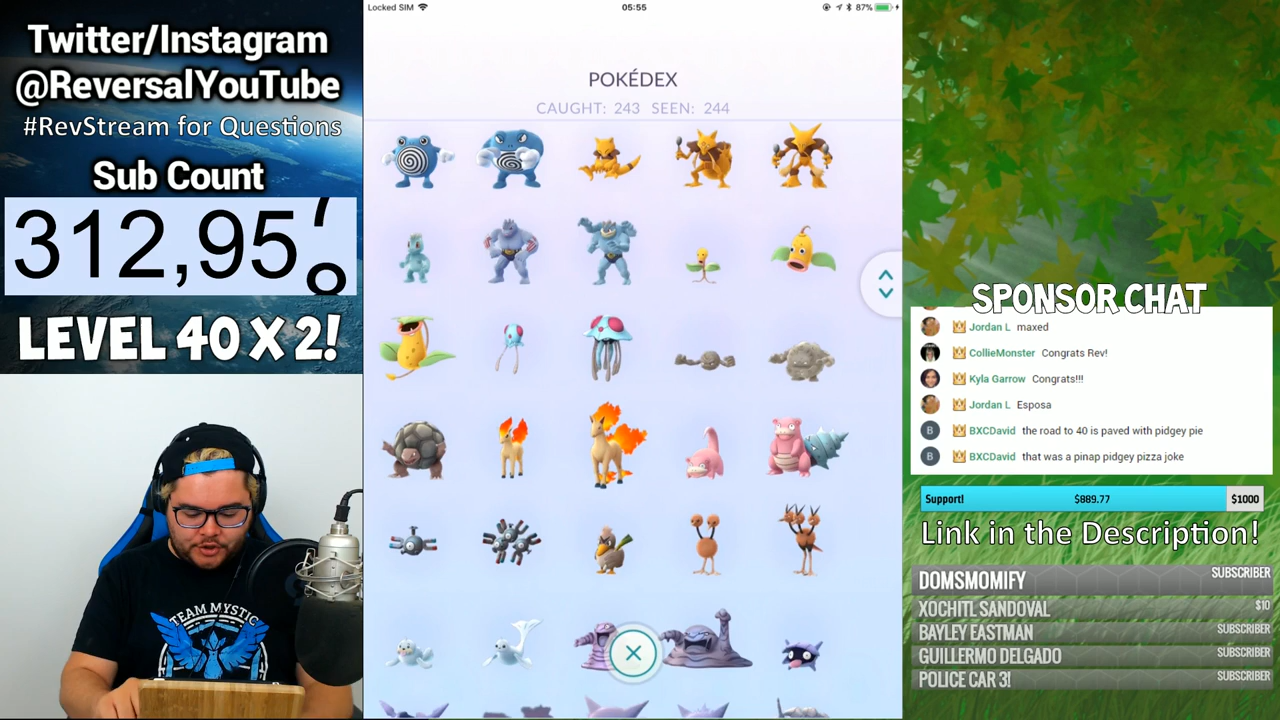 Twitter/Instagram
@ReversalYouTube
#RevStream for Questions
Sub Count
312,95
LEVEL 40 X 2!
TEAM MYSTIC
Locked SIM
05:55
87%
POKÉDEX
CAUGHT: 243 SEEN: 244
SPONSOR CHAT
Jordan L maxed
CollieMonster Congrats Rev!
Kyla Garrow Congrats!!!
Jordan L Esposa
B BXCDavid the road to 40 is paved with pidgey pie
B BXCDavid that was a pinap pidgey pizza joke
Support! $889.77 $1000
Link in the Description!
DOMSMOMIFY SUBSCRIBER
XOCHITL SANDOVAL $10
BAYLEY EASTMAN SUBSCRIBER
GUILLERMO DELGADO SUBSCRIBER
POLICE CAR 3! SUBSCRIBER